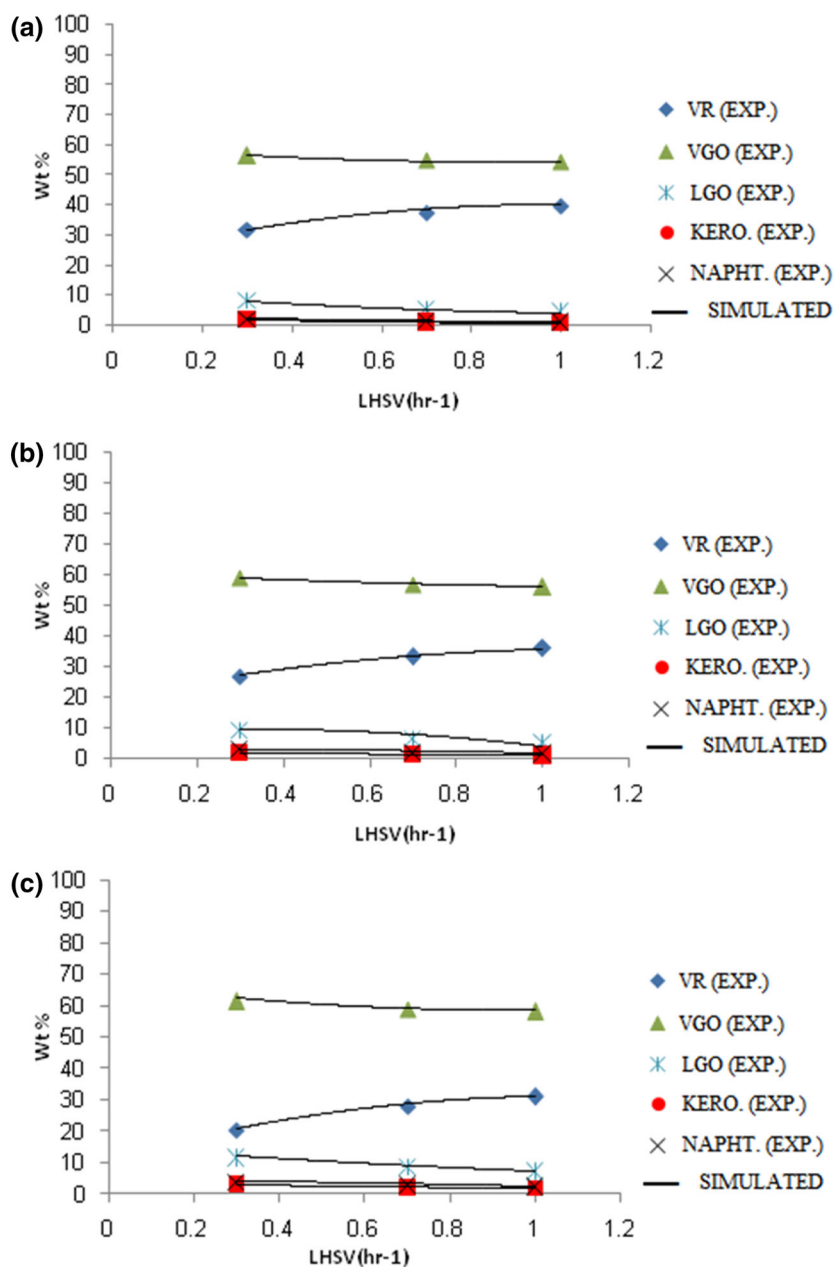 (a)
100
90
80
70
60
50
40
30
20
10
0
Wt %
0 0.2 0.4 0.6 0.8 1 1.2
LHSV(hr-1)
VR (EXP.)
VGO (EXP.)
LGO (EXP.)
KERO. (EXP.)
NAPHT. (EXP.)
SIMULATED
(b)
100
90
80
70
60
50
40
30
20
10
0
Wt %
0 0.2 0.4 0.6 0.8 1 1.2
LHSV(hr-1)
VR (EXP.)
VGO (EXP.)
LGO (EXP.)
KERO. (EXP.)
NAPHT. (EXP.)
SIMULATED
(c)
100
90
80
70
60
50
40
30
20
10
0
Wt %
0 0.2 0.4 0.6 0.8 1 1.2
LHSV(hr-1)
VR (EXP.)
VGO (EXP.)
LGO (EXP.)
KERO. (EXP.)
NAPHT. (EXP.)
SIMULATED